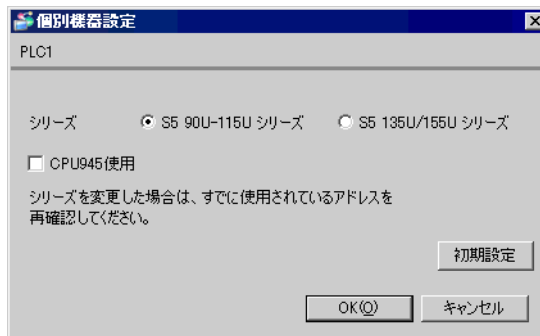 個別機器設定
PLC1
シリーズ S5 90U-115U シリーズ S5 135U/155U シリーズ
CPU945使用
シリーズを変更した場合は、すでに使用されているアドレスを
再確認してください。
初期設定
OK(O) キャンセル